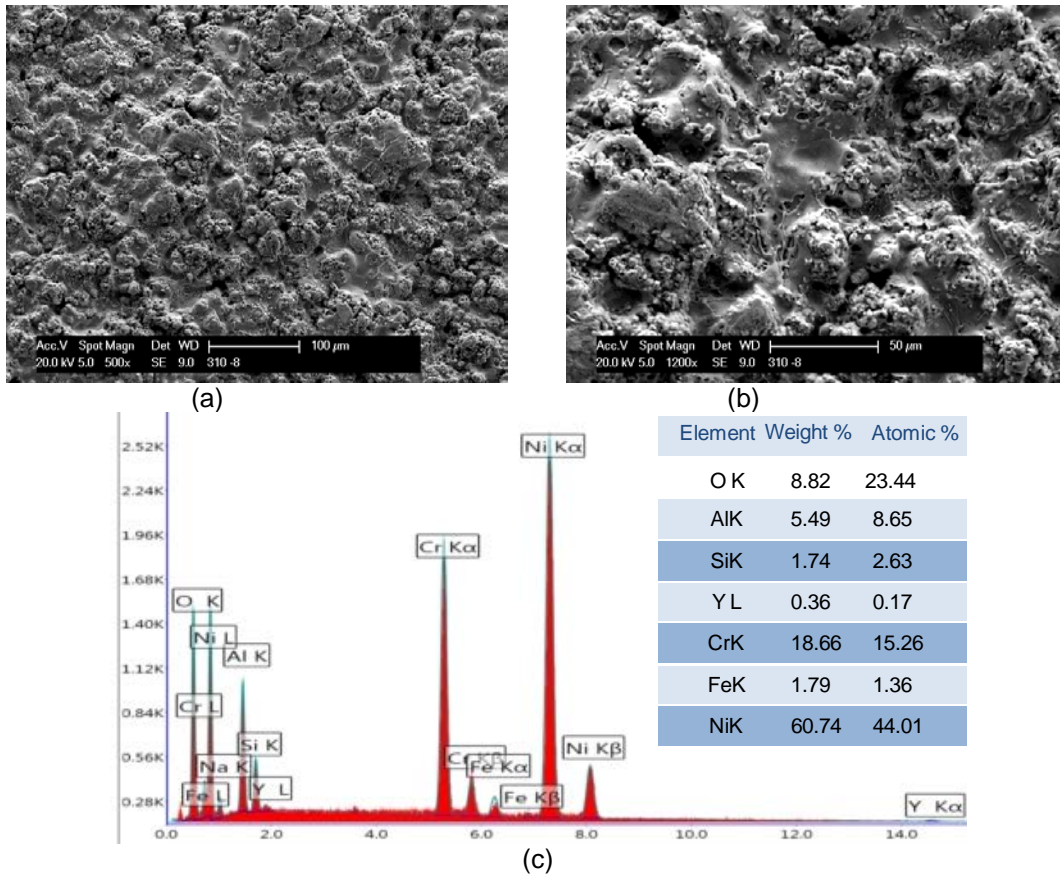 Acc.V Spot Magn Det WD 100 µm
20.0 kV 5.0 500x SE 9.0 310 -8
(a)
Acc.V Spot Magn Det WD 50 µm
20.0 kV 5.0 1200x SE 9.0 310 -8
(b)
2.52K
2.24K
1.96K
1.68K
1.40K
1.12K
0.84K
0.56K
0.28K
O K
Ni L
Al K
Cr L
Si K
Na K
Fe L
Y L
Cr Kα
Cr Kβ
Fe Kα
Fe Kβ
Ni Kα
Ni Kβ
Y Kα
0.0 2.0 4.0 6.0 8.0 10.0 12.0 14.0
Element Weight % Atomic %
O K 8.82 23.44
AlK 5.49 8.65
SiK 1.74 2.63
Y L 0.36 0.17
CrK 18.66 15.26
FeK 1.79 1.36
NiK 60.74 44.01
(c)